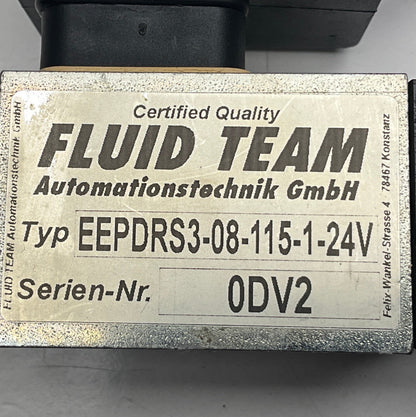 Certified Quality
FLUID TEAM
Automationstechnik GmbH
Typ EEPDRS3-08-115-1-24V
Serien-Nr. 0DV2
FLUID TEAM Automationstechnik GmbH
Felix-Wankel-Strasse 4 78467 Konstanz